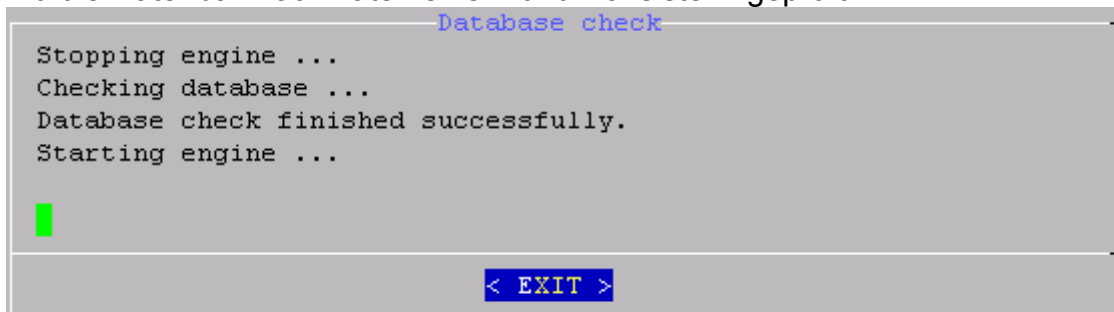 Database check
Stopping engine ...
Checking database ...
Database check finished successfully.
Starting engine ...
< EXIT >